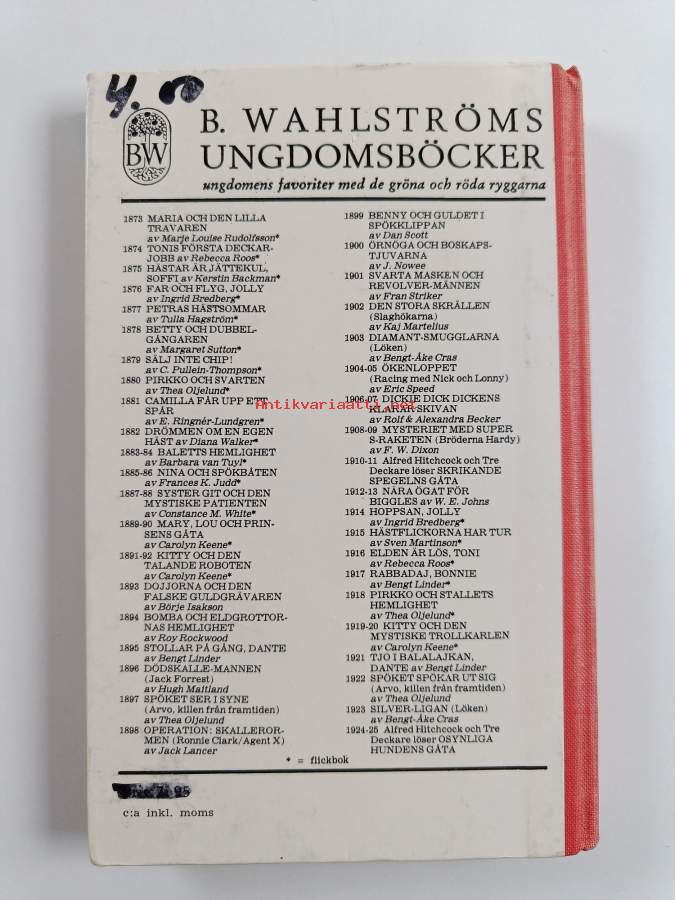 4.00
BW
B. WAHLSTRÖMS
UNGDOMSBÖCKER
ungdomens favoriter med de gröna och röda ryggarna
1873 MARIA OCH DEN LILLA
TRAVAREN
av Marje Louise Rudolfsson*
1874 TONIS FÖRSTA DECKAR-
JOBB av Rebecca Roos*
1875 HÄSTAR ÄR JÄTTEKUL,
SOFFI av Kerstin Backman*
1876 FAR OCH FLYG, JOLLY
av Ingrid Bredberg*
1877 PETRAS HÄSTSOMMAR
av Tulla Hagström*
1878 BETTY OCH DUBBEL-
GÅNGAREN
av Margaret Sutton*
1879 SÄLJ INTE CHIP!
av C. Pullein-Thompson*
1880 PIRKKO OCH SVARTEN
av Thea Oljelund*
1881 CAMILLA FÅR UPP ETT
SPÅR
av E. Ringnér-Lundgren*
1882 DRÖMMEN OM EN EGEN
HÄST av Diana Walker*
1883-84 BALETTS HEMLIGHET
av Barbara van Tuyl*
1885-86 NINA OCH SPÖKBÅTEN
av Frances K. Judd*
1887-88 SYSTER GIT OCH DEN
MYSTISKE PATIENTEN
av Constance M. White*
1889-90 MARY, LOU OCH PRIN-
SENS GÅTA
av Carolyn Keene*
1891-92 KITTY OCH DEN
TALANDE ROBOTEN
av Carolyn Keene*
1893 DOJJORNA OCH DEN
FALSKE GULDGRÄVAREN
av Börje Isakson
1894 BOMBA OCH ELDGROTTOR-
NAS HEMLIGHET
av Roy Rockwood
1895 STOLLAR PÅ GÅNG, DANTE
av Bengt Linder
1896 DÖDSKALLE-MANNEN
(Jack Forrest)
av Hugh Maitland
1897 SPÖKET SER I SYNE
(Arvo, killen från framtiden)
av Thea Oljelund
1898 OPERATION: SKALLEROR-
MEN (Ronnie Clark/Agent X)
av Jack Lancer
1899 BENNY OCH GULDET I
SPÖKKLIPPAN
av Dan Scott
1900 ÖRNÖGA OCH BOSKAPS-
TJUVARNA
av J. Nowee
1901 SVARTA MASKEN OCH
REVOLVER-MÄNNEN
av Fran Striker
1902 DEN STORA SKRÄLLEN
(Slaghökarna)
av Kaj Martelius
1903 DIAMANT-SMUGGLARNA
(Löken)
av Bengt-Åke Cras
1904-05 ÖKENLOPPET
(Racing med Nick och Lonny)
av Eric Speed
1906-07 DICKIE DICK DICKENS
KLARAR SKIVAN
av Rolf & Alexandra Becker
1908-09 MYSTERIET MED SUPER
S-RAKETEN (Bröderna Hardy)
av F. W. Dixon
1910-11 Alfred Hitchcock och Tre
Deckare löser SKRIKANDE
SPEGELNS GÅTA
1912-13 NÄRA ÖGAT FÖR
BIGGLES av W. E. Johns
1914 HOPPSAN, JOLLY
av Ingrid Bredberg*
1915 HÄSTFLICKORNA HAR TUR
av Sven Martinson*
1916 ELDEN ÄR LÖS, TONI
av Rebecca Roos*
1917 RABBADAJ, BONNIE
av Bengt Linder*
1918 PIRKKO OCH STALLETS
HEMLIGHET
av Thea Oljelund*
1919-20 KITTY OCH DEN
MYSTISKE TROLLKARLEN
av Carolyn Keene*
1921 TJO I BALALAJKAN,
DANTE av Bengt Linder
1922 SPÖKET SPÖKAR UT SIG
(Arvo, killen från framtiden)
av Thea Oljelund
1923 SILVER-LIGAN (Löken)
av Bengt-Åke Cras
1924-25 Alfred Hitchcock och Tre
Deckare löser OSYNLIGA
HUNDENS GÅTA
* = flickbok
c:a inkl. moms
Antikvariaatti.net